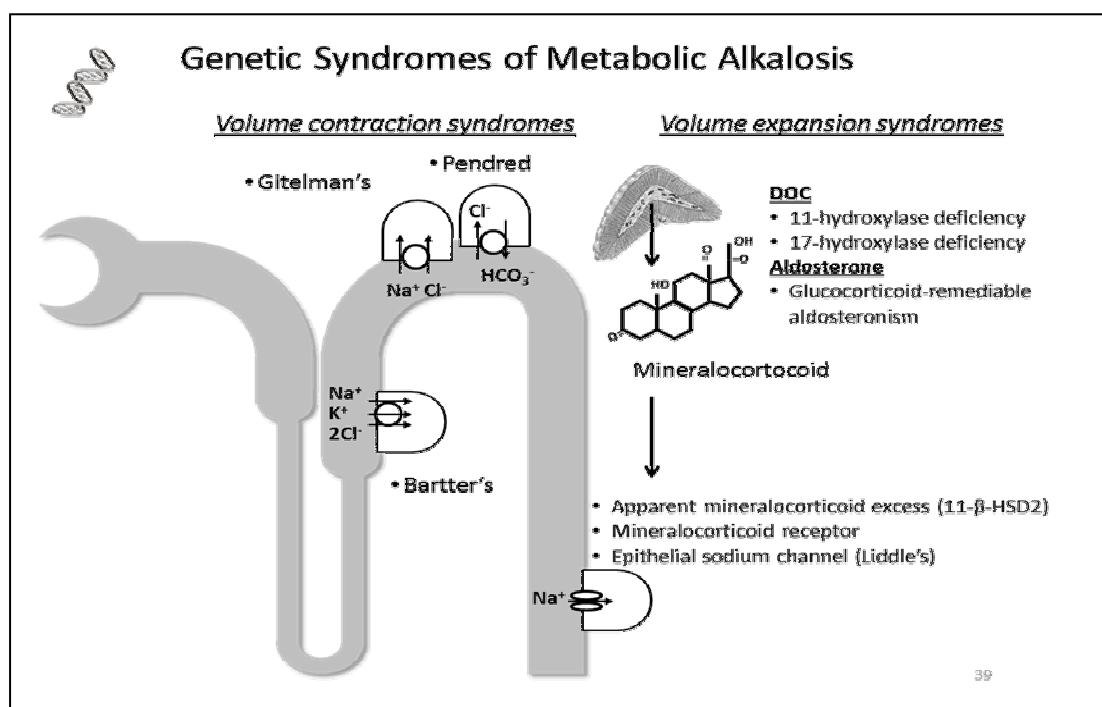 Genetic Syndromes of Metabolic Alkalosis
Volume contraction syndromes
• Pendred
• Gitelman's
Cl⁻
HCO₃⁻
Na⁺ Cl⁻
Na⁺
K⁺
2Cl⁻
• Bartter's
Volume expansion syndromes
DOC
• 11-hydroxylase deficiency
• 17-hydroxylase deficiency
Aldosterone
• Glucocorticoid-remediable
aldosteronism
OH
O
HO
O
O
Mineralocortocoid
• Apparent mineralocorticoid excess (11-β-HSD2)
• Mineralocorticoid receptor
• Epithelial sodium channel (Liddle's)
Na⁺
39